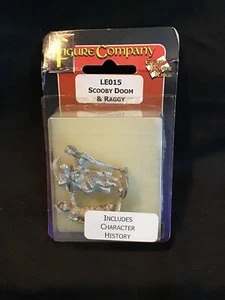 Figure Company
LE015
Scooby Doom
& Raggy
Includes
Character
History